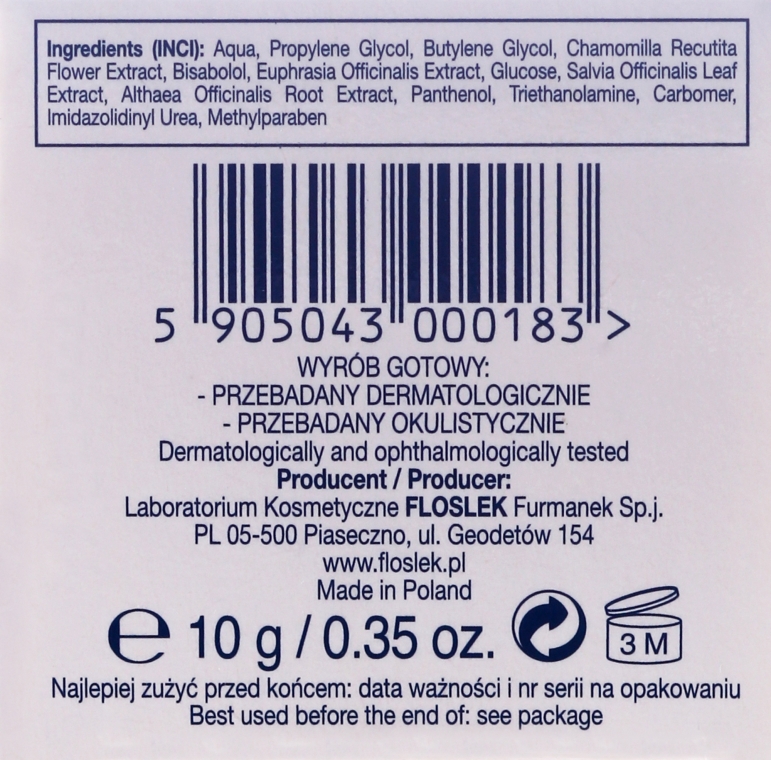 Ingredients (INCI): Aqua, Propylene Glycol, Butylene Glycol, Chamomilla Recutita
Flower Extract, Bisabolol, Euphrasia Officinalis Extract, Glucose, Salvia Officinalis Leaf
Extract, Althaea Officinalis Root Extract, Panthenol, Triethanolamine, Carbomer,
Imidazolidinyl Urea, Methylparaben
5 905043 000183 >
WYRÓB GOTOWY:
- PRZEBADANY DERMATOLOGICZNIE
- PRZEBADANY OKULISTYCZNIE
Dermatologically and ophthalmologically tested
Producent / Producer:
Laboratorium Kosmetyczne FLOSLEK Furmanek Sp.j.
PL 05-500 Piaseczno, ul. Geodetów 154
www.floslek.pl
Made in Poland
e 10 g / 0.35 oz. 3 M
Najlepiej zużyć przed końcem: data ważności i nr serii na opakowaniu
Best used before the end of: see package